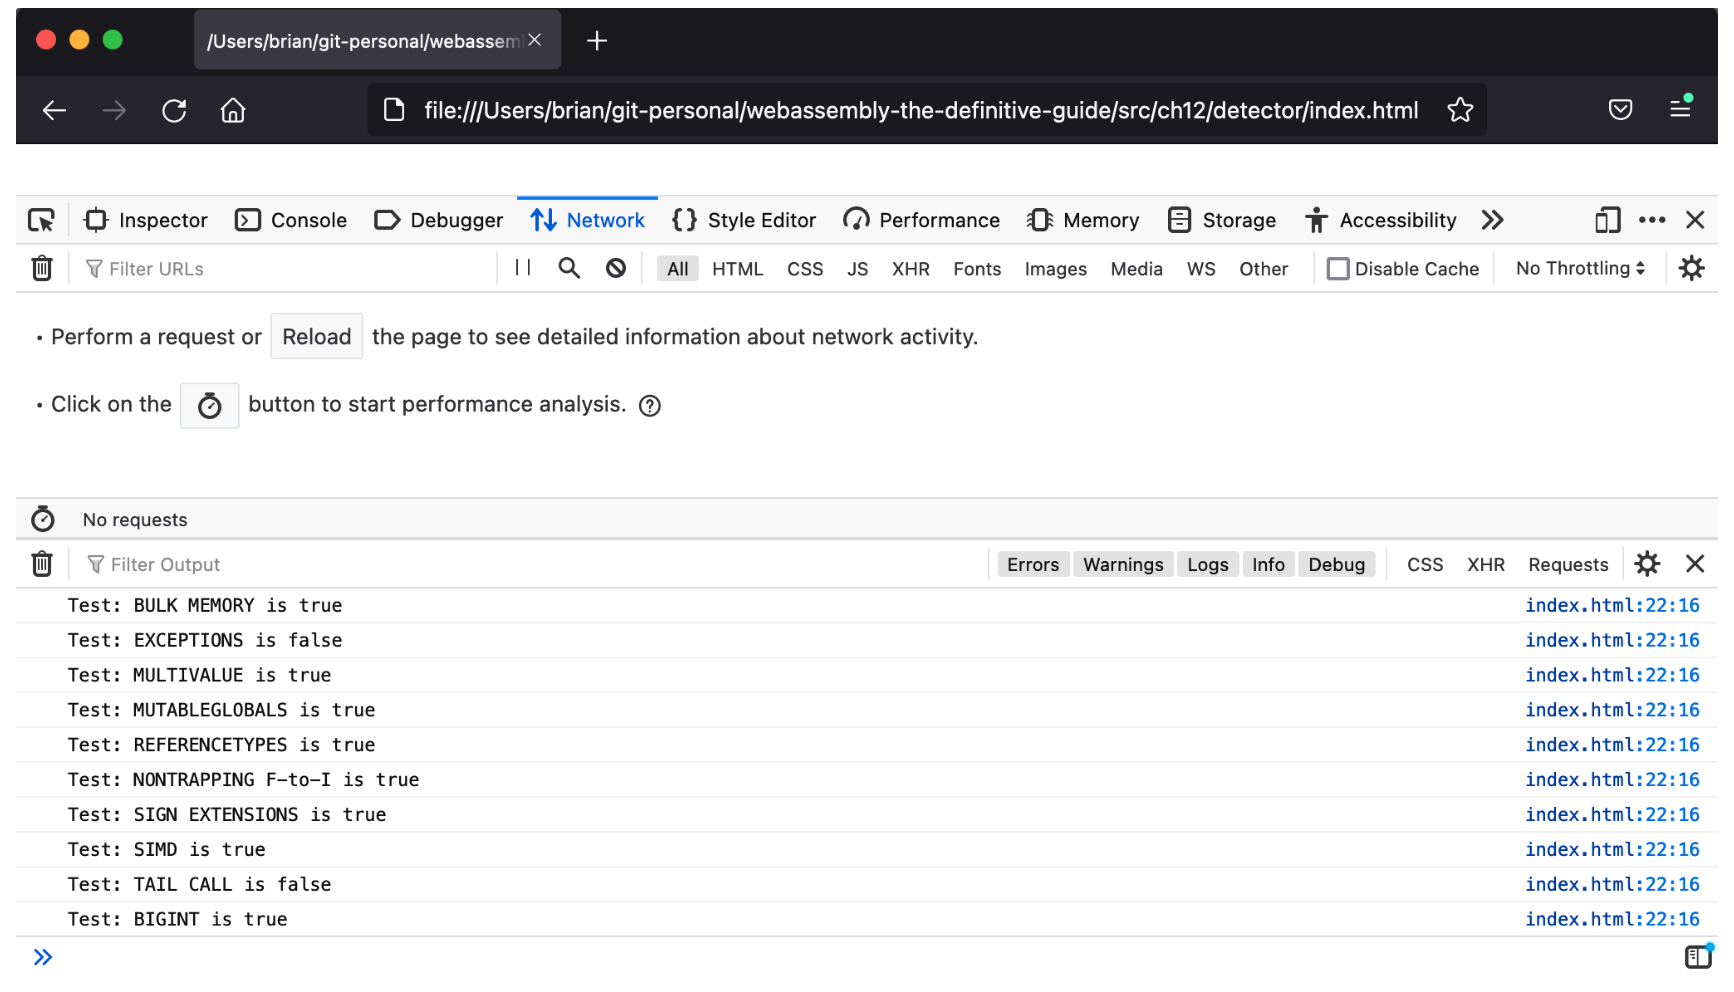 /Users/brian/git-personal/webassem
file:///Users/brian/git-personal/webassembly-the-definitive-guide/src/ch12/detector/index.html
Inspector Console Debugger Network Style Editor Performance Memory Storage Accessibility
Filter URLs All HTML CSS JS XHR Fonts Images Media WS Other Disable Cache No Throttling
• Perform a request or Reload the page to see detailed information about network activity.
• Click on the button to start performance analysis.
No requests
Filter Output Errors Warnings Logs Info Debug CSS XHR Requests
Test: BULK MEMORY is true index.html:22:16
Test: EXCEPTIONS is false index.html:22:16
Test: MULTIVALUE is true index.html:22:16
Test: MUTABLEGLOBALS is true index.html:22:16
Test: REFERENCETYPES is true index.html:22:16
Test: NONTRAPPING F-to-I is true index.html:22:16
Test: SIGN EXTENSIONS is true index.html:22:16
Test: SIMD is true index.html:22:16
Test: TAIL CALL is false index.html:22:16
Test: BIGINT is true index.html:22:16